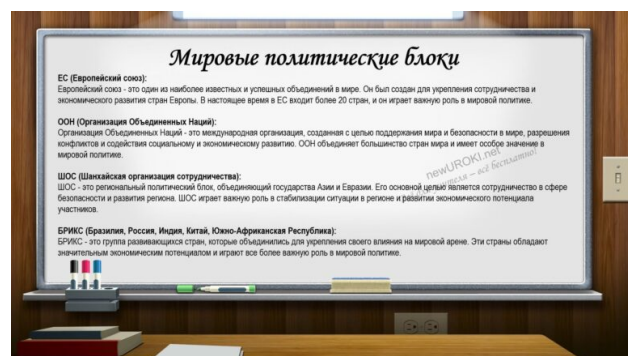 Мировые политические блоки
ЕС (Европейский союз):
Европейский союз - это один из наиболее известных и успешных объединений в мире. Он был создан для укрепления сотрудничества и
экономического развития стран Европы. В настоящее время в ЕС входит более 20 стран, и он играет важную роль в мировой политике.
ООН (Организация Объединенных Наций):
Организация Объединенных Наций - это международная организация, созданная с целью поддержания мира и безопасности в мире, разрешения
конфликтов и содействия социальному и экономическому развитию. ООН объединяет большинство стран мира и имеет особое значение в
мировой политике.
newUROKI.net
всё бесплатно!
ШОС (Шанхайская организация сотрудничества):
ШОС - это региональный политический блок, объединяющий государства Азии и Евразии. Его основной целью является сотрудничество в сфере
безопасности и развития региона. ШОС играет важную роль в стабилизации ситуации в регионе и развитии экономического потенциала
участников.
БРИКС (Бразилия, Россия, Индия, Китай, Южно-Африканская Республика):
БРИКС - это группа развивающихся стран, которые объединились для укрепления своего влияния на мировой арене. Эти страны обладают
значительным экономическим потенциалом и играют все более важную роль в мировой политике.